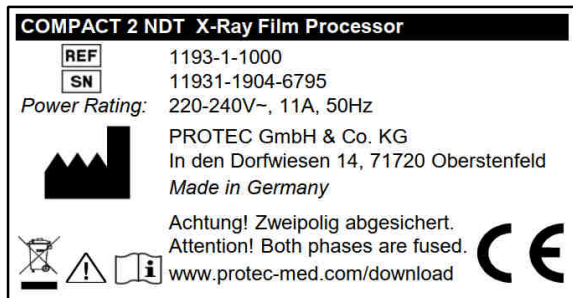 COMPACT 2 NDT X-Ray Film Processor
REF 1193-1-1000
SN 11931-1904-6795
Power Rating: 220-240V~, 11A, 50Hz
PROTEC GmbH & Co. KG
In den Dorfwiesen 14, 71720 Oberstenfeld
Made in Germany
Achtung! Zweipolig abgesichert.
Attention! Both phases are fused.
www.protec-med.com/download
CE